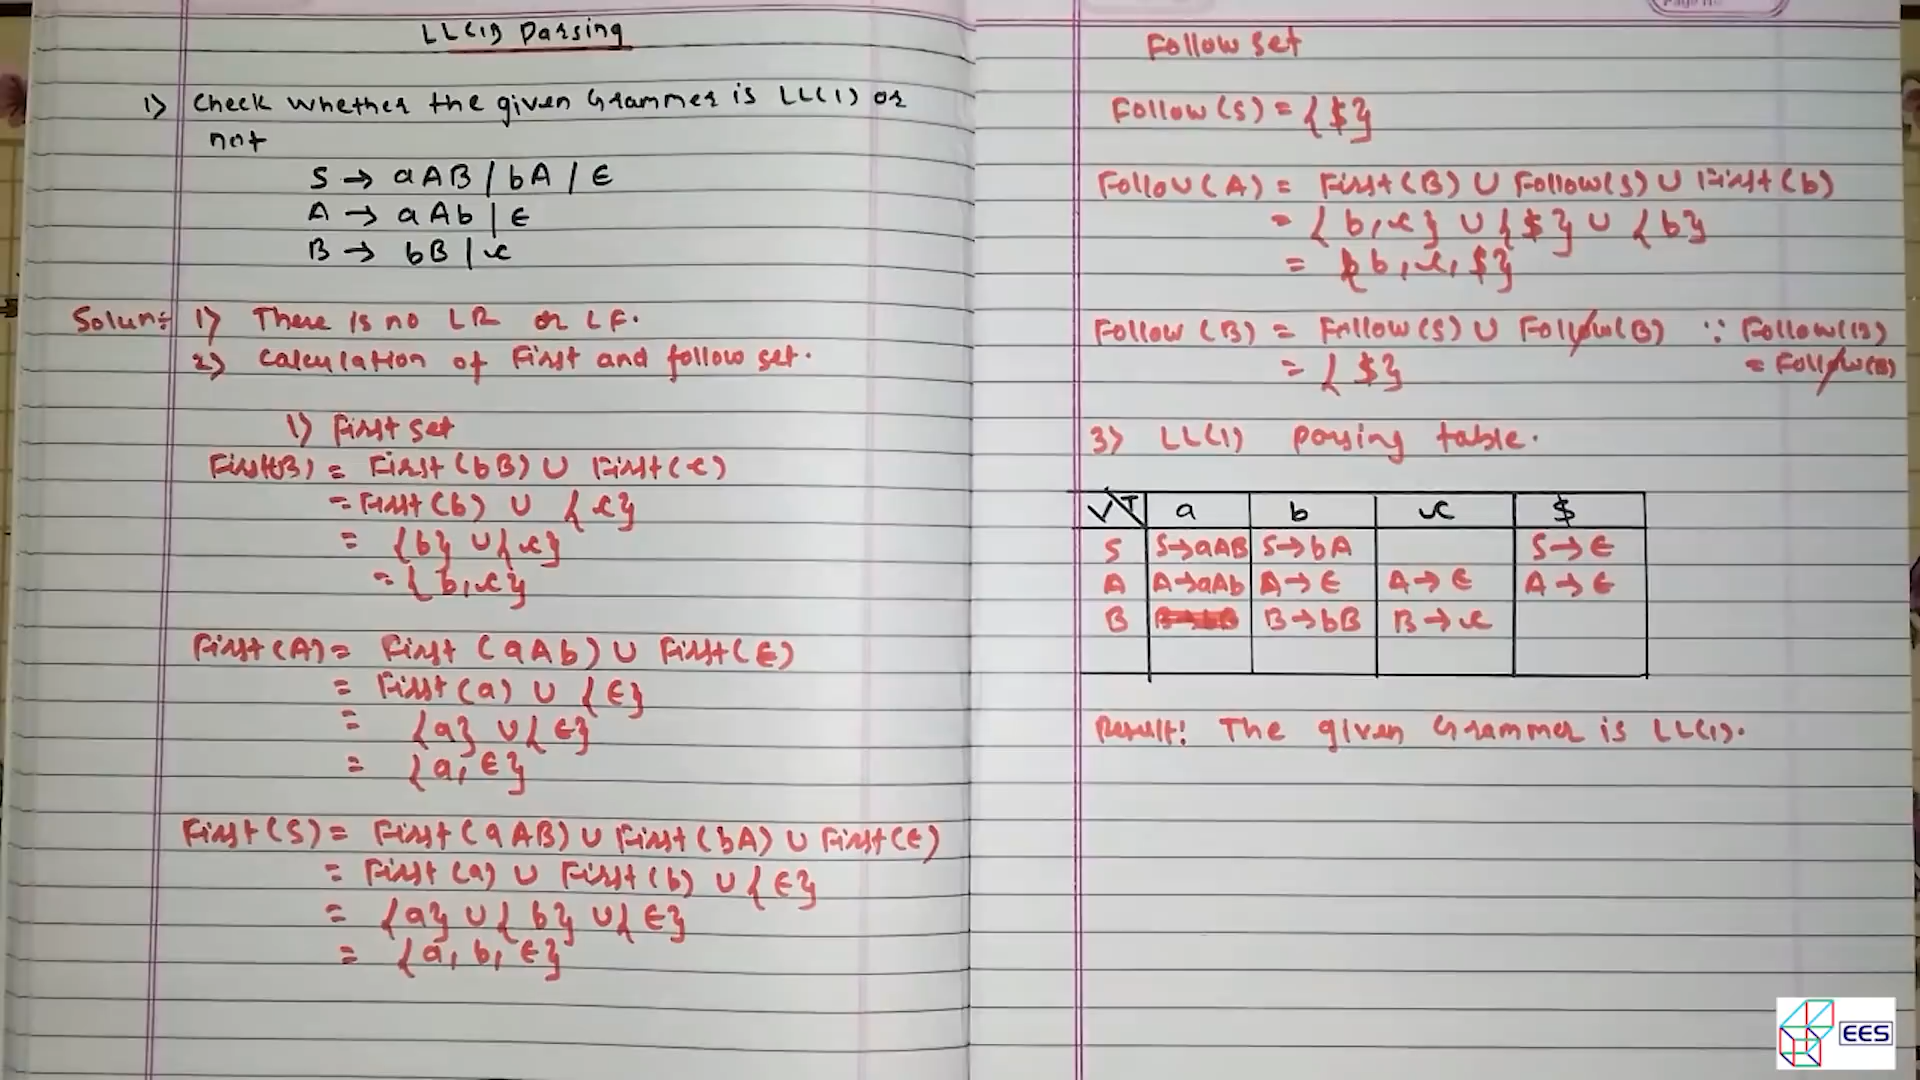 LL(1) Parsing
1) Check whether the given Grammer is LL(1) or
not
S → aAB | bA | ∈
A → aAb | ∈
B → bB | c
Solun: 1) There is no LR or LF.
2) Calculation of First and follow set.
1) First set
First(B) = First(bB) ∪ First(c)
= First(b) ∪ {c}
= {b} ∪ {c}
= {b,c}
First(A) = First(aAb) ∪ First(∈)
= First(a) ∪ {∈}
= {a} ∪ {∈}
= {a, ∈}
First(S) = First(aAB) ∪ First(bA) ∪ First(∈)
= First(a) ∪ First(b) ∪ {∈}
= {a} ∪ {b} ∪ {∈}
= {a, b, ∈}
Follow set
Follow(S) = {$}
Follow(A) = First(B) ∪ Follow(S) ∪ First(b)
= {b,c} ∪ {$} ∪ {b}
= {b, c, $}
Follow(B) = Follow(S) ∪ Follow(B) ∵ Follow(B)
= {$} = Follow(B)
3) LL(1) parsing table.
V T a b c $
S S→aAB S→bA S→∈
A A→aAb A→∈ A→∈ A→∈
B B→bB B→c
Result: The given Grammer is LL(1).
EES